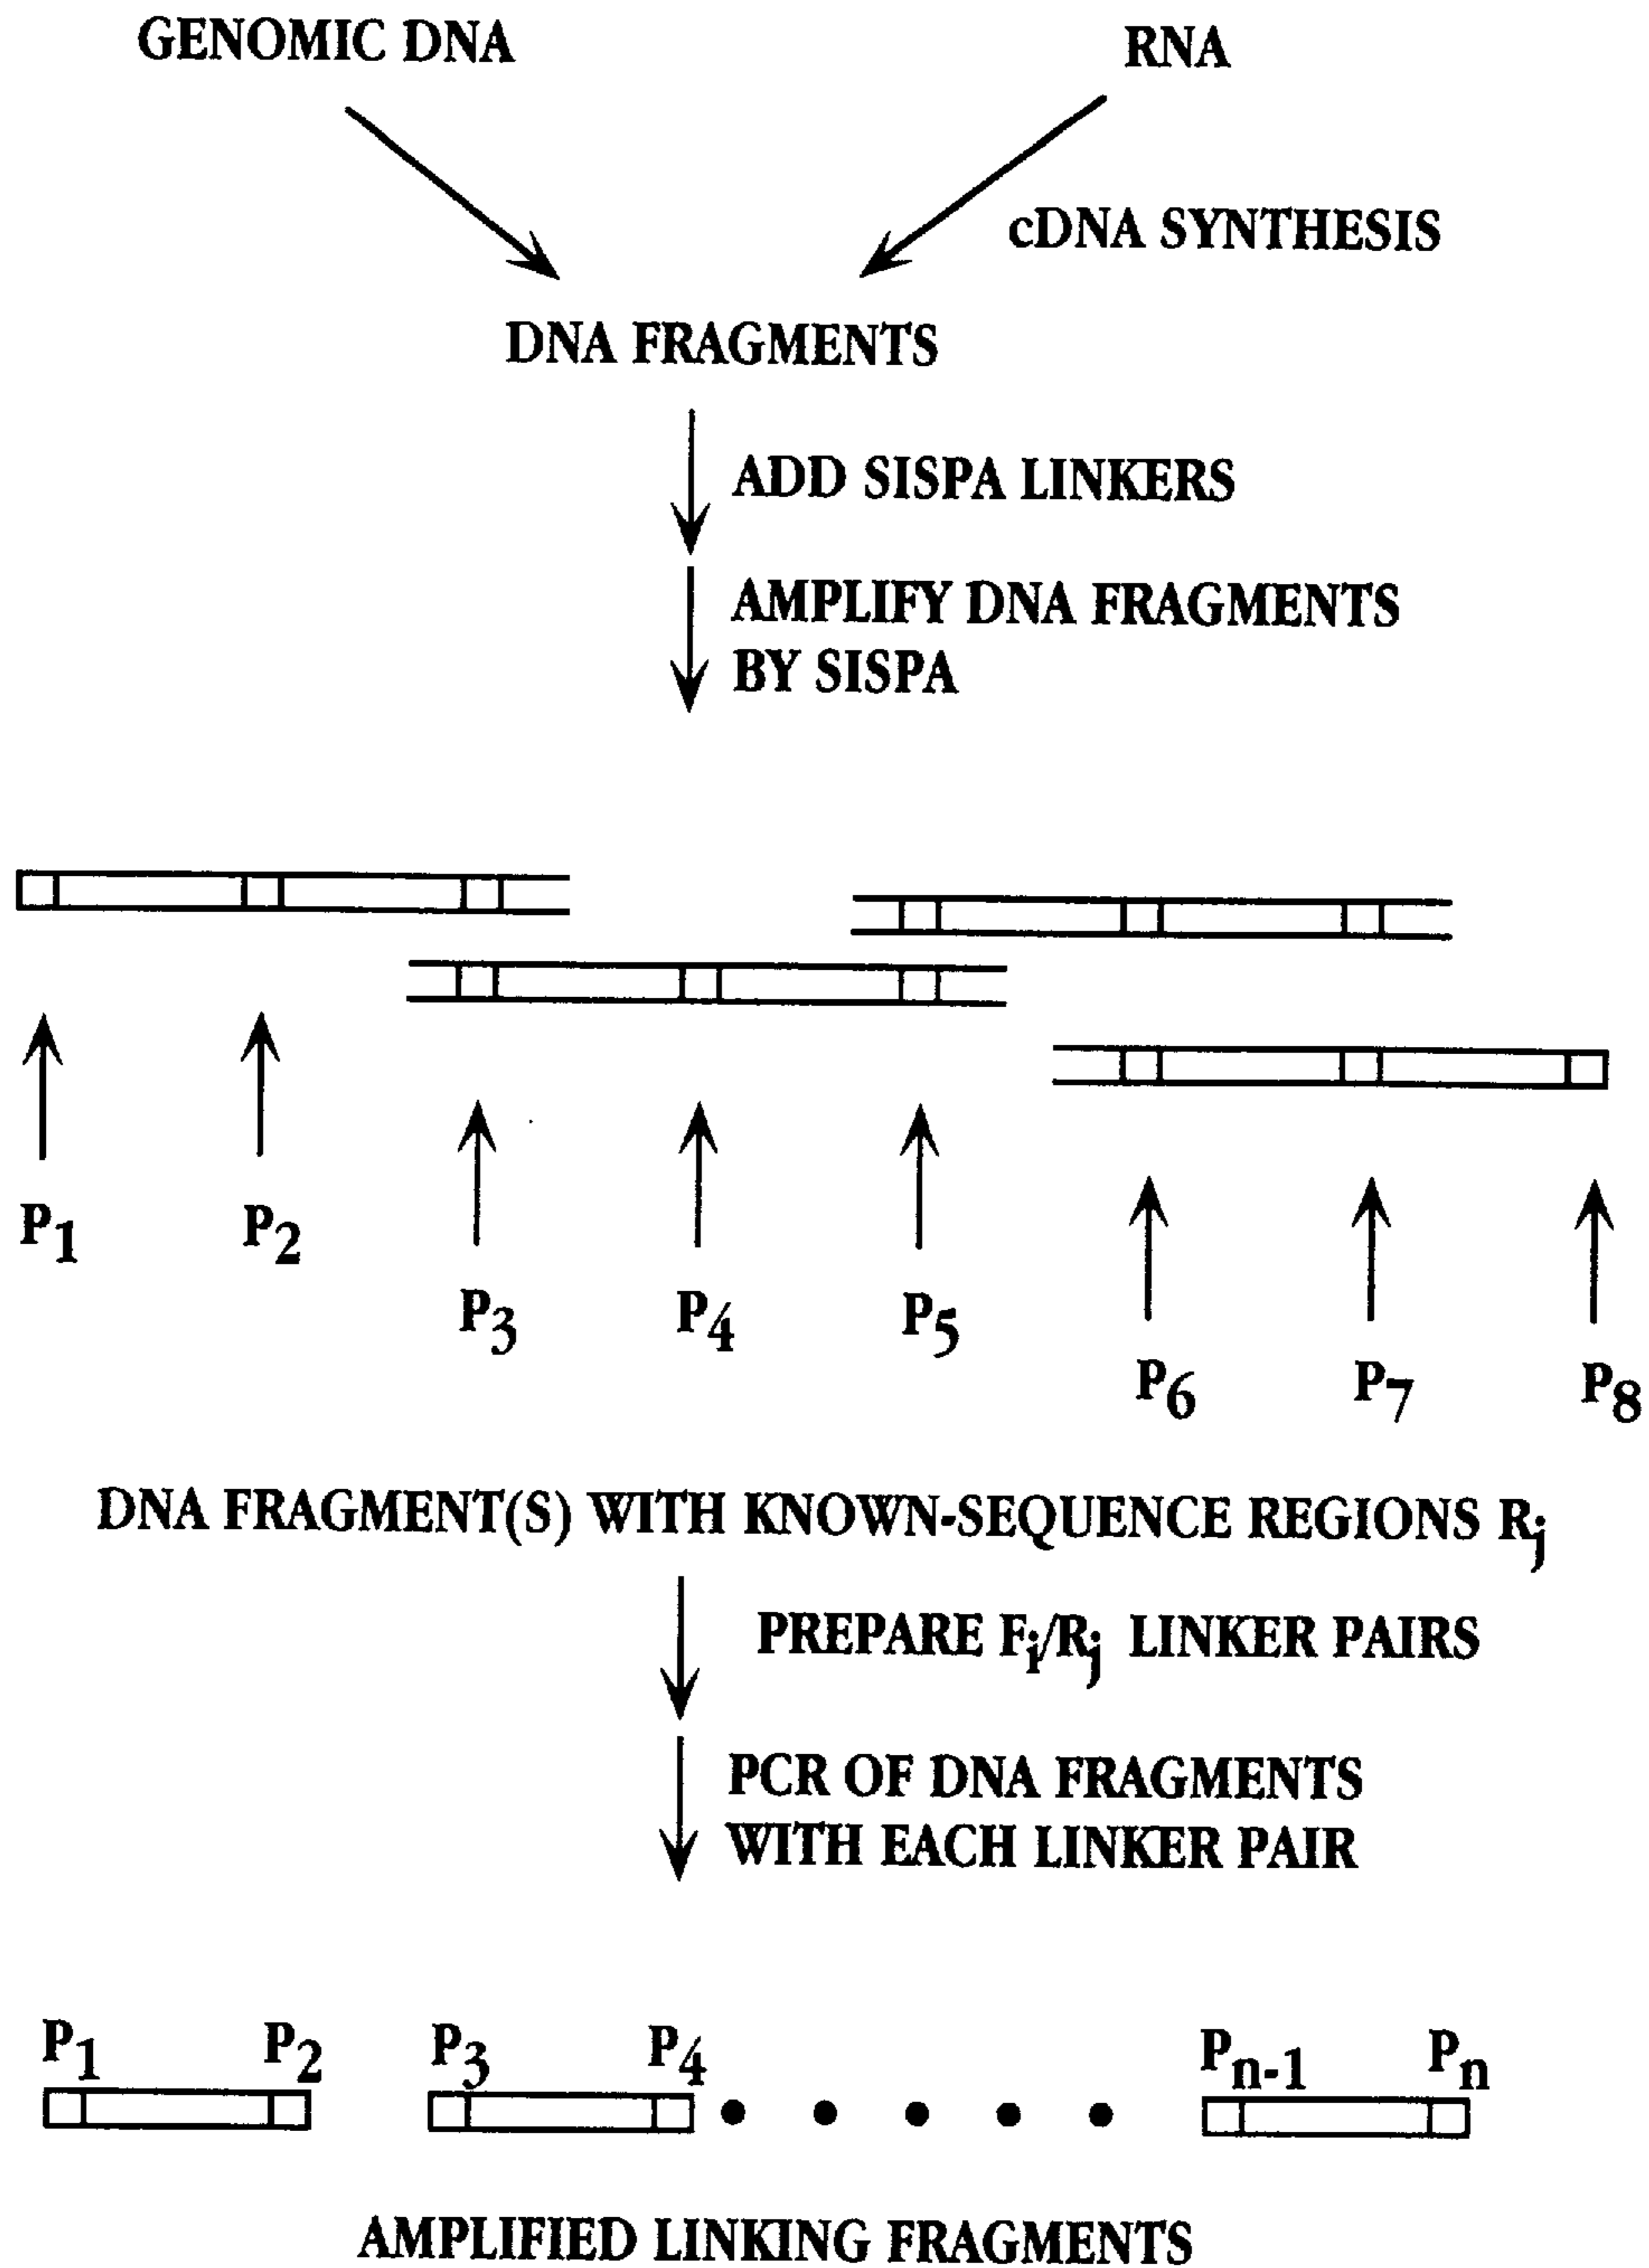 GENOMIC DNA
RNA
cDNA SYNTHESIS
DNA FRAGMENTS
ADD SISPA LINKERS
AMPLIFY DNA FRAGMENTS
BY SISPA
P1
P2
P3
P4
P5
P6
P7
P8
DNA FRAGMENT(S) WITH KNOWN-SEQUENCE REGIONS Rj
PREPARE Fi/Rj LINKER PAIRS
PCR OF DNA FRAGMENTS
WITH EACH LINKER PAIR
P1 P2 P3 P4 Pn-1 Pn
AMPLIFIED LINKING FRAGMENTS